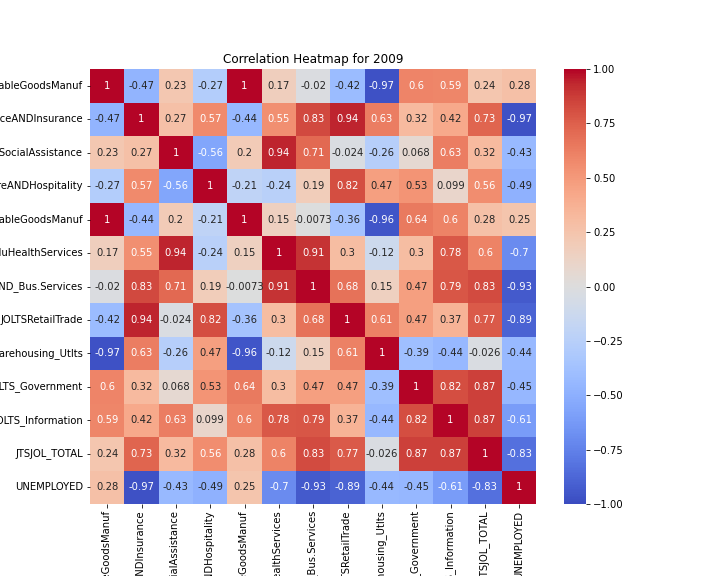 Correlation Heatmap for 2009
ableGoodsManuf 1 -0.47 0.23 -0.27 1 0.17 -0.02 -0.42 -0.97 0.6 0.59 0.24 0.28
ceANDInsurance -0.47 1 0.27 0.57 -0.44 0.55 0.83 0.94 0.63 0.32 0.42 0.73 -0.97
SocialAssistance 0.23 0.27 1 -0.56 0.2 0.94 0.71 -0.024 -0.26 0.068 0.63 0.32 -0.43
reANDHospitality -0.27 0.57 -0.56 1 -0.21 -0.24 0.19 0.82 0.47 0.53 0.099 0.56 -0.49
ableGoodsManuf 1 -0.44 0.2 -0.21 1 0.15 -0.0073 -0.36 -0.96 0.64 0.6 0.28 0.25
duHealthServices 0.17 0.55 0.94 -0.24 0.15 1 0.91 0.3 -0.12 0.3 0.78 0.6 -0.7
ND_Bus.Services -0.02 0.83 0.71 0.19 -0.0073 0.91 1 0.68 0.15 0.47 0.79 0.83 -0.93
JOLTSRetailTrade -0.42 0.94 -0.024 0.82 -0.36 0.3 0.68 1 0.61 0.47 0.37 0.77 -0.89
arehousing_Utlts -0.97 0.63 -0.26 0.47 -0.96 -0.12 0.15 0.61 1 -0.39 -0.44 -0.026 -0.44
LTS_Government 0.6 0.32 0.068 0.53 0.64 0.3 0.47 0.47 -0.39 1 0.82 0.87 -0.45
OLTS_Information 0.59 0.42 0.63 0.099 0.6 0.78 0.79 0.37 -0.44 0.82 1 0.87 -0.61
JTSJOL_TOTAL 0.24 0.73 0.32 0.56 0.28 0.6 0.83 0.77 -0.026 0.87 0.87 1 -0.83
UNEMPLOYED 0.28 -0.97 -0.43 -0.49 0.25 -0.7 -0.93 -0.89 -0.44 -0.45 -0.61 -0.83 1
eGoodsManuf
NDInsurance
cialAssistance
NDHospitality
eGoodsManuf
ealthServices
Bus.Services
TSRetailTrade
housing_Utlts
_Government
_Information
TSJOL_TOTAL
UNEMPLOYED
1.00
0.75
0.50
0.25
0.00
−0.25
−0.50
−0.75
−1.00